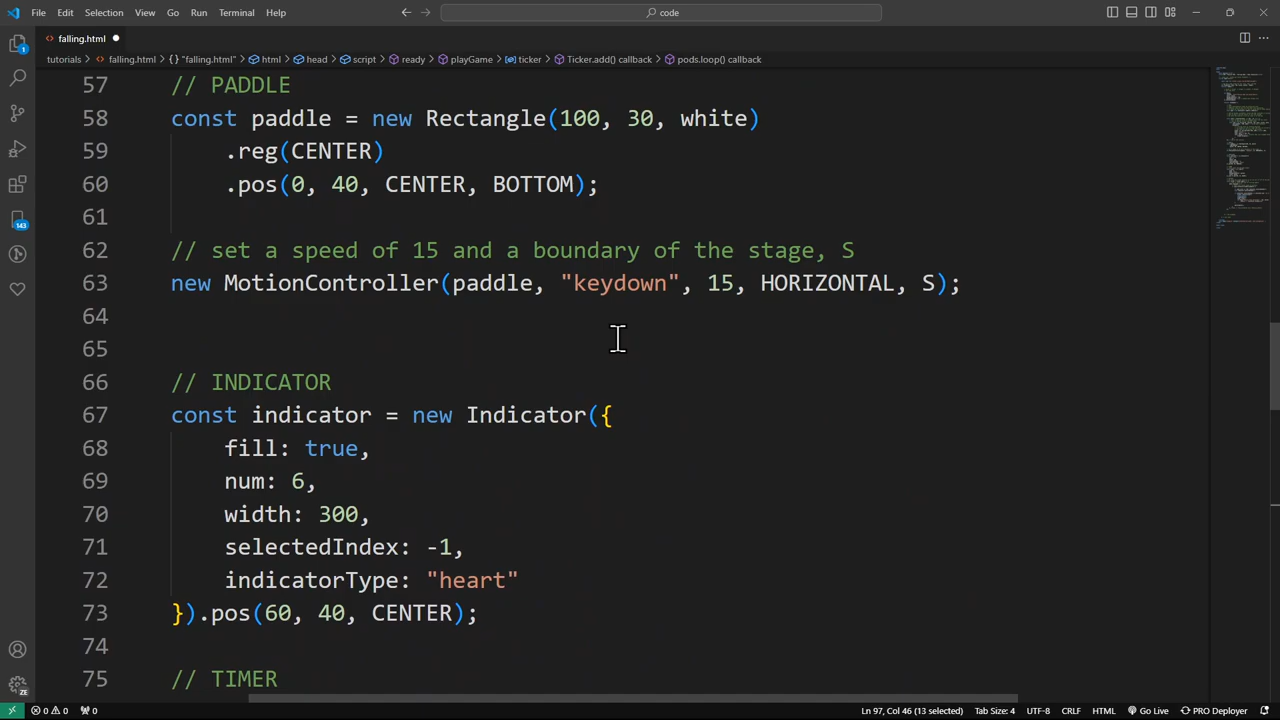 File Edit Selection View Go Run Terminal Help
code
falling.html
tutorials > falling.html > {} "falling.html" > html > head > script > ready > playGame > ticker > Ticker.add() callback > pods.loop() callback
57 // PADDLE
58 const paddle = new Rectangle(100, 30, white)
59 .reg(CENTER)
60 .pos(0, 40, CENTER, BOTTOM);
61
62 // set a speed of 15 and a boundary of the stage, S
63 new MotionController(paddle, "keydown", 15, HORIZONTAL, S);
64
65
66 // INDICATOR
67 const indicator = new Indicator({
68 fill: true,
69 num: 6,
70 width: 300,
71 selectedIndex: -1,
72 indicatorType: "heart"
73 }).pos(60, 40, CENTER);
74
75 // TIMER
1
143
ZE
0 0 0 Ln 97, Col 46 (13 selected) Tab Size: 4 UTF-8 CRLF HTML Go Live PRO Deployer